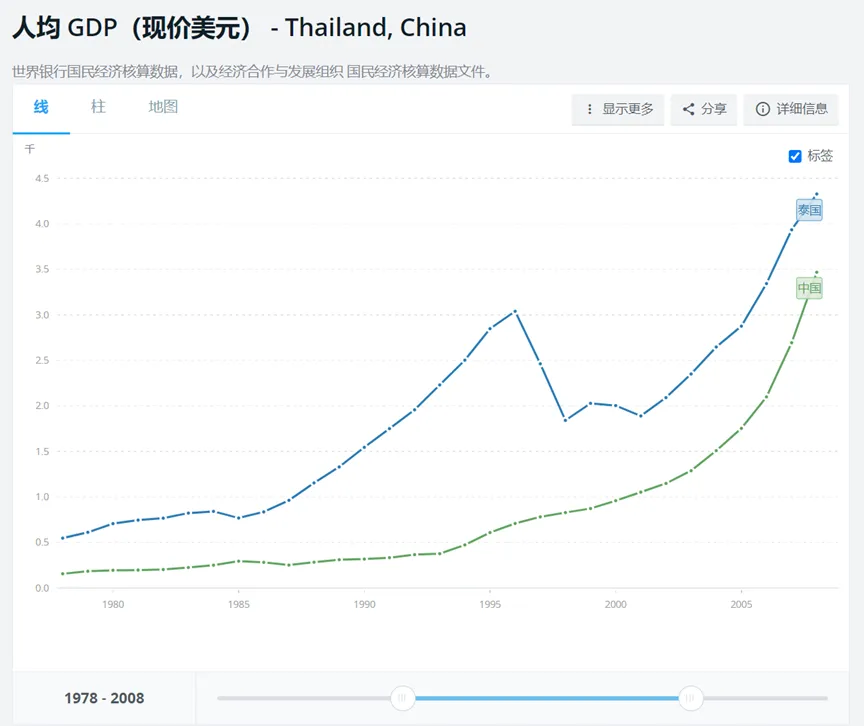 人均 GDP（现价美元） - Thailand, China
世界银行国民经济核算数据，以及经济合作与发展组织 国民经济核算数据文件。
线 柱 地图 显示更多 分享 详细信息
千
标签
4.5
泰国
4.0
3.5
中国
3.0
2.5
2.0
1.5
1.0
0.5
0.0
1980 1985 1990 1995 2000 2005
1978 - 2008